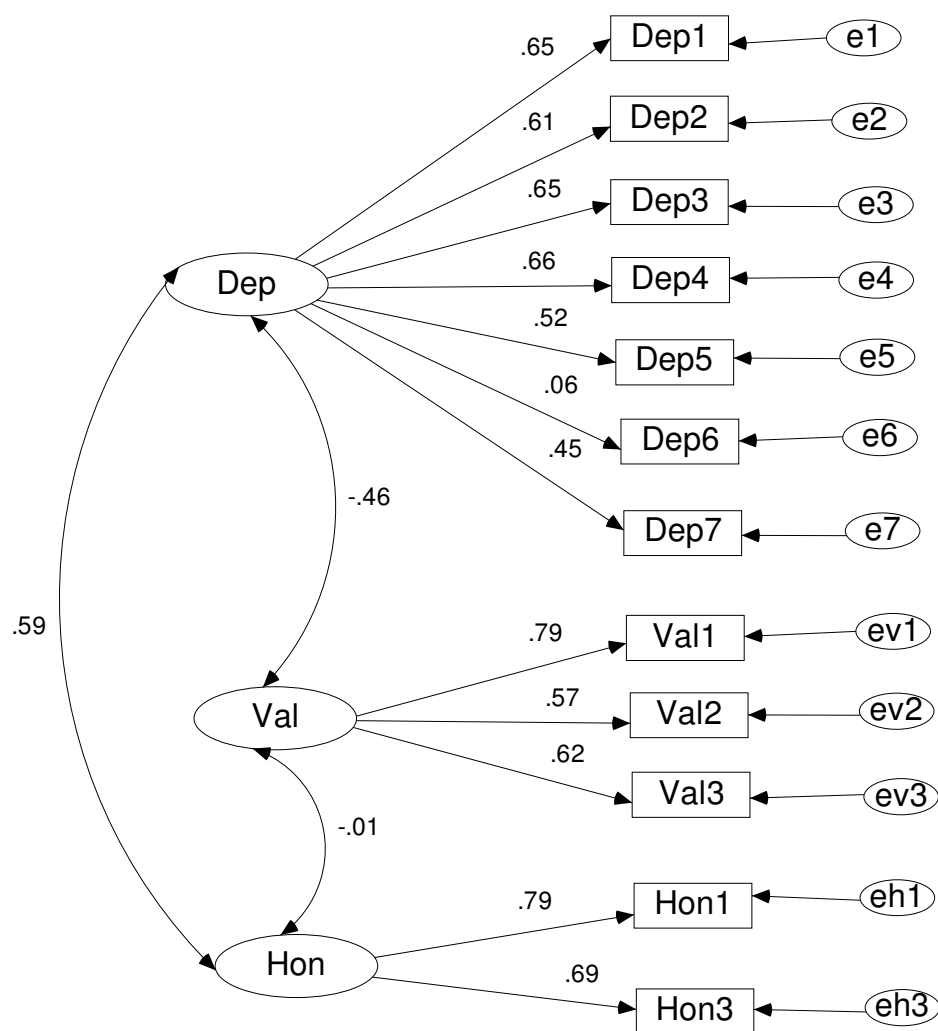 Dep1
e1
.65
Dep2
e2
.61
Dep3
e3
.65
Dep
Dep4
e4
.66
Dep5
e5
.52
Dep6
e6
.06
Dep7
e7
.45
-.46
.59
Val1
ev1
.79
Val
Val2
ev2
.57
Val3
ev3
.62
-.01
Hon1
eh1
.79
Hon
Hon3
eh3
.69